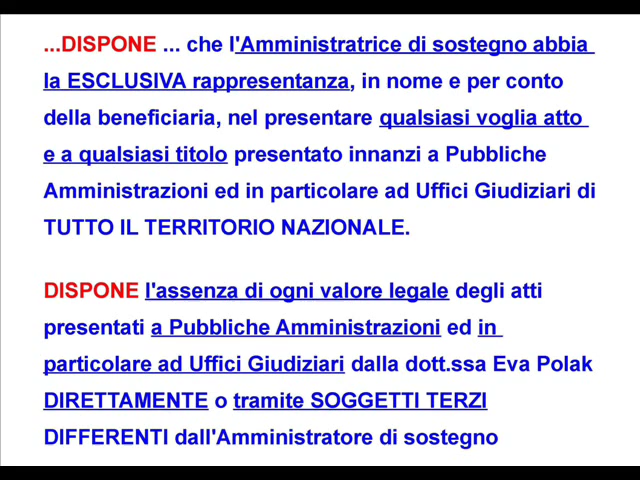 ...DISPONE ... che l'Amministratrice di sostegno abbia
la ESCLUSIVA rappresentanza, in nome e per conto
della beneficiaria, nel presentare qualsiasi voglia atto
e a qualsiasi titolo presentato innanzi a Pubbliche
Amministrazioni ed in particolare ad Uffici Giudiziari di
TUTTO IL TERRITORIO NAZIONALE.
DISPONE l'assenza di ogni valore legale degli atti
presentati a Pubbliche Amministrazioni ed in
particolare ad Uffici Giudiziari dalla dott.ssa Eva Polak
DIRETTAMENTE o tramite SOGGETTI TERZI
DIFFERENTI dall'Amministratore di sostegno